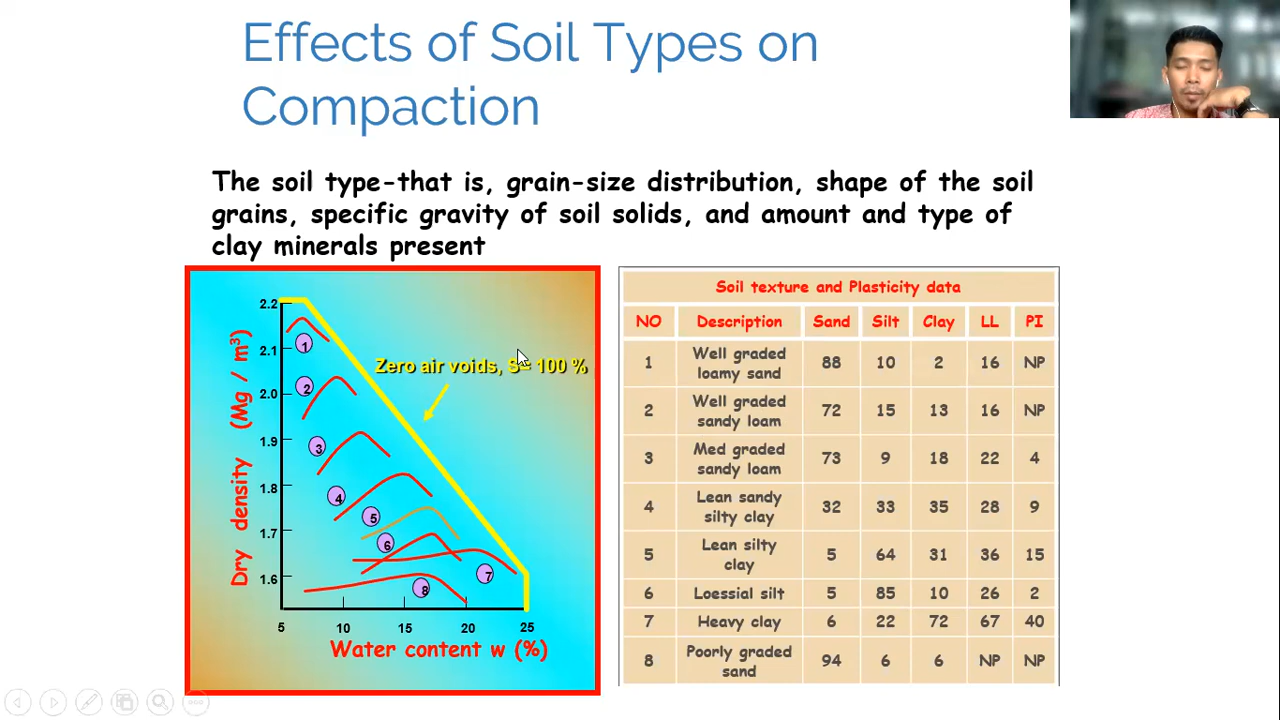 Effects of Soil Types on
Compaction
The soil type-that is, grain-size distribution, shape of the soil
grains, specific gravity of soil solids, and amount and type of
clay minerals present
Dry density (Mg / m³)
2.2
2.1
2.0
1.9
1.8
1.7
1.6
1
2
3
4
5
6
7
8
Zero air voids, S= 100 %
5 10 15 20 25
Water content w (%)
Soil texture and Plasticity data
NO Description Sand Silt Clay LL PI
1 Well graded loamy sand 88 10 2 16 NP
2 Well graded sandy loam 72 15 13 16 NP
3 Med graded sandy loam 73 9 18 22 4
4 Lean sandy silty clay 32 33 35 28 9
5 Lean silty clay 5 64 31 36 15
6 Loessial silt 5 85 10 26 2
7 Heavy clay 6 22 72 67 40
8 Poorly graded sand 94 6 6 NP NP